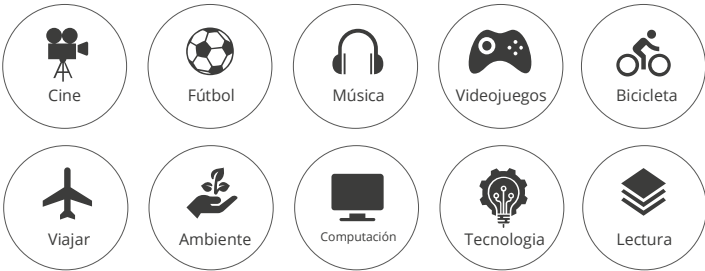 Cine
Fútbol
Música
Videojuegos
Bicicleta
Viajar
Ambiente
Computación
Tecnologia
Lectura